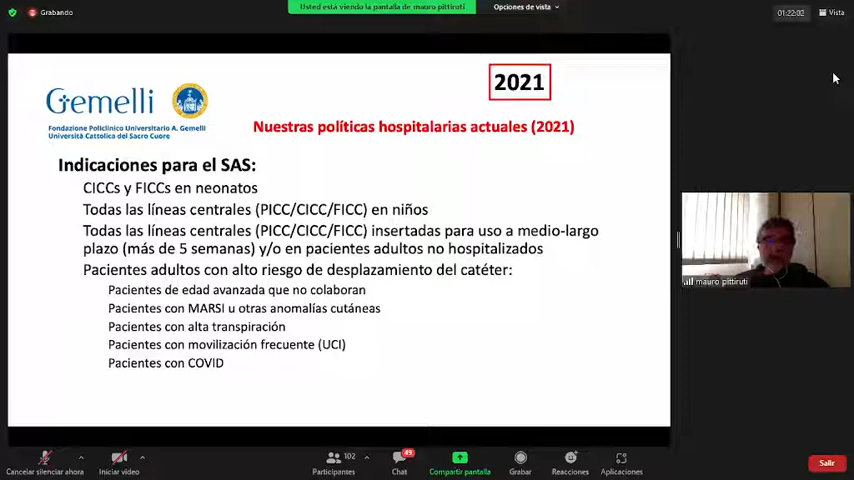 Grabando
Usted está viendo la pantalla de mauro pittiruti
Opciones de vista
01:22:02
Vista
2021
Gemelli
Fondazione Policlinico Universitario A. Gemelli
Università Cattolica del Sacro Cuore
Nuestras políticas hospitalarias actuales (2021)
Indicaciones para el SAS:
CICCs y FICCs en neonatos
Todas las líneas centrales (PICC/CICC/FICC) en niños
Todas las líneas centrales (PICC/CICC/FICC) insertadas para uso a medio-largo
plazo (más de 5 semanas) y/o en pacientes adultos no hospitalizados
Pacientes adultos con alto riesgo de desplazamiento del catéter:
Pacientes de edad avanzada que no colaboran
Pacientes con MARSI u otras anomalías cutáneas
Pacientes con alta transpiración
Pacientes con movilización frecuente (UCI)
Pacientes con COVID
mauro pittiruti
Cancelar silenciar ahora
Iniciar video
102
Participantes
49
Chat
Compartir pantalla
Grabar
Reacciones
Aplicaciones
Salir